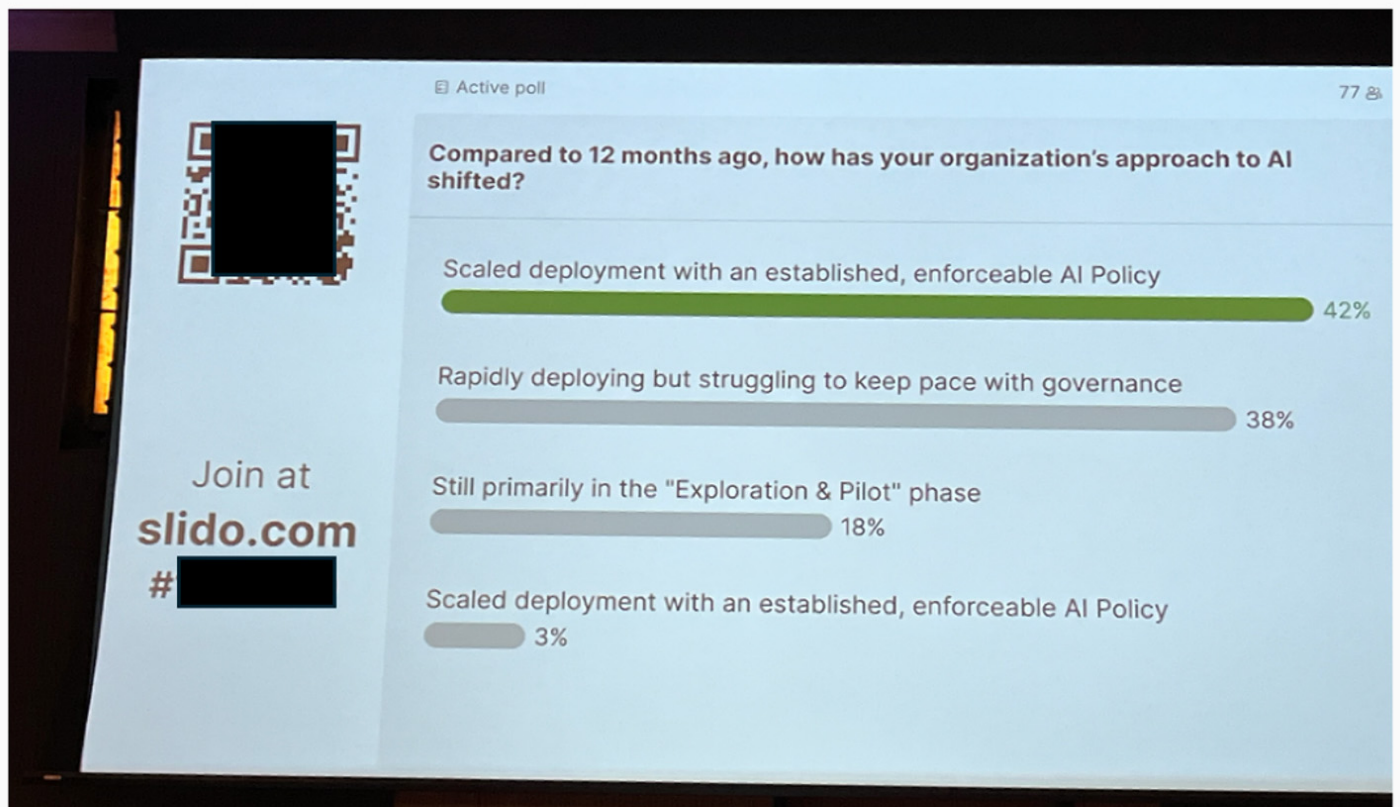 Active poll
77
Compared to 12 months ago, how has your organization's approach to AI
shifted?
Scaled deployment with an established, enforceable AI Policy
42%
Rapidly deploying but struggling to keep pace with governance
38%
Still primarily in the "Exploration & Pilot" phase
18%
Scaled deployment with an established, enforceable AI Policy
3%
Join at
slido.com
#